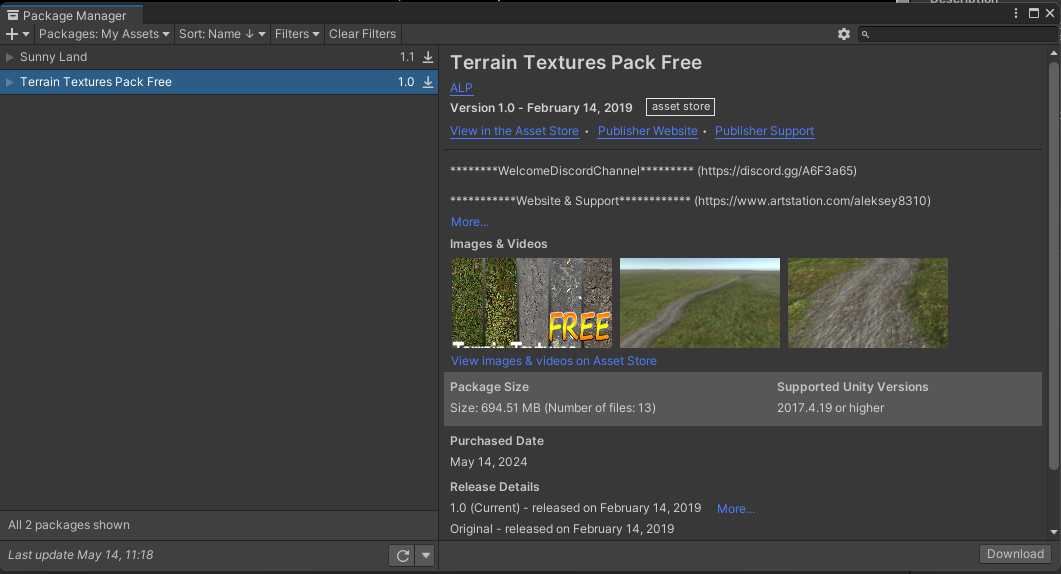 Description
Package Manager
Packages: My Assets Sort: Name ↓ Filters Clear Filters
Sunny Land 1.1
Terrain Textures Pack Free 1.0
All 2 packages shown
Last update May 14, 11:18
Terrain Textures Pack Free
ALP
Version 1.0 - February 14, 2019 asset store
View in the Asset Store • Publisher Website • Publisher Support
********WelcomeDiscordChannel********* (https://discord.gg/A6F3a65)
***********Website & Support************ (https://www.artstation.com/aleksey8310)
More...
Images & Videos
FREE
Terrain Textures
View images & videos on Asset Store
Package Size Supported Unity Versions
Size: 694.51 MB (Number of files: 13) 2017.4.19 or higher
Purchased Date
May 14, 2024
Release Details
1.0 (Current) - released on February 14, 2019 More...
Original - released on February 14, 2019
Download